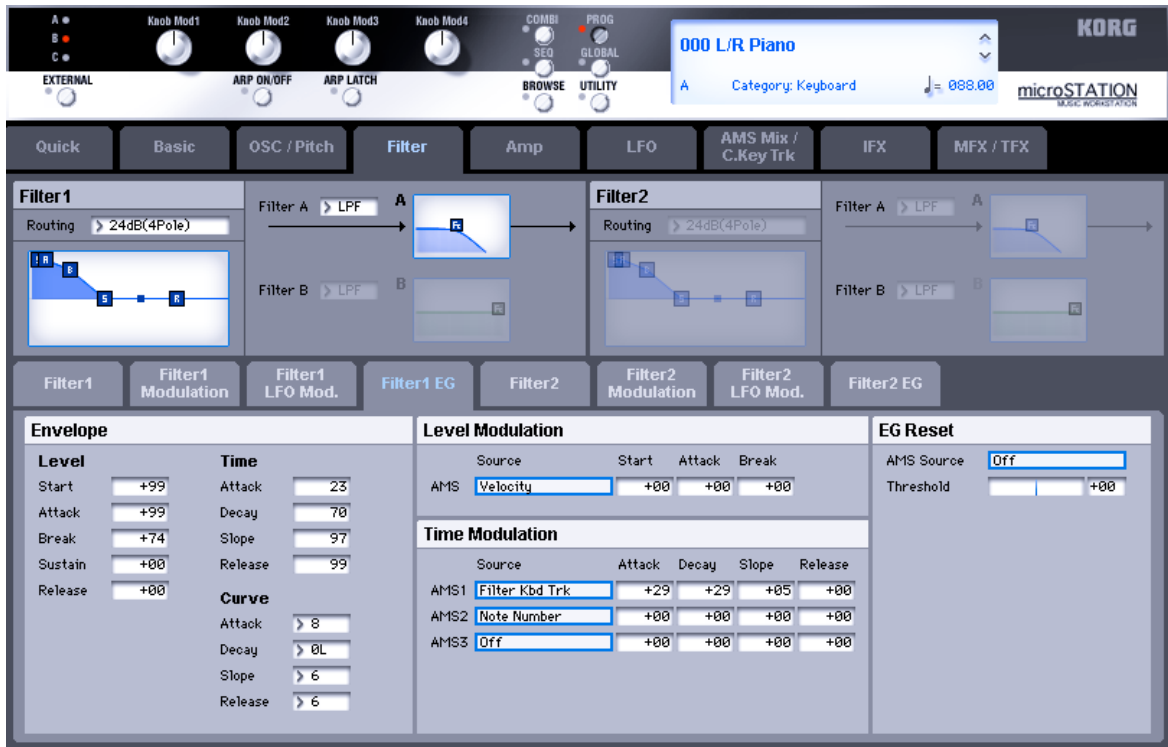 A
B
C
EXTERNAL
Knob Mod1 Knob Mod2 Knob Mod3 Knob Mod4
ARP ON/OFF ARP LATCH
COMBI PROG
SEQ GLOBAL
BROWSE UTILITY
000 L/R Piano
A Category: Keyboard ♩= 088.00
KORG
microSTATION
MUSIC WORKSTATION
Quick Basic OSC / Pitch Filter Amp LFO AMS Mix / C.Key Trk IFX MFX / TFX
Filter1
Routing 24dB(4Pole)
A B S R
Filter A LPF A
Fc
Filter B LPF B
Fc
Filter2
Routing 24dB(4Pole)
Filter A LPF A
Fc
Filter B LPF B
Fc
Filter1 Filter1 Modulation Filter1 LFO Mod. Filter1 EG Filter2 Filter2 Modulation Filter2 LFO Mod. Filter2 EG
Envelope
Level
Start +99
Attack +99
Break +74
Sustain +00
Release +00
Time
Attack 23
Decay 70
Slope 97
Release 99
Curve
Attack 8
Decay 0L
Slope 6
Release 6
Level Modulation
Source Start Attack Break
AMS Velocity +00 +00 +00
Time Modulation
Source Attack Decay Slope Release
AMS1 Filter Kbd Trk +29 +29 +05 +00
AMS2 Note Number +00 +00 +00 +00
AMS3 Off +00 +00 +00 +00
EG Reset
AMS Source Off
Threshold +00